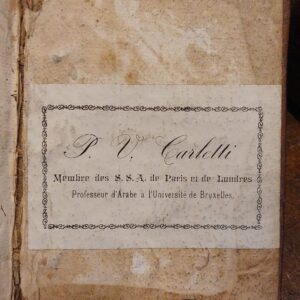 P. V. Carletti
Membre des S. S. A. de Paris et de Londres
Professeur d'Arabe à l'Université de Bruxelles.